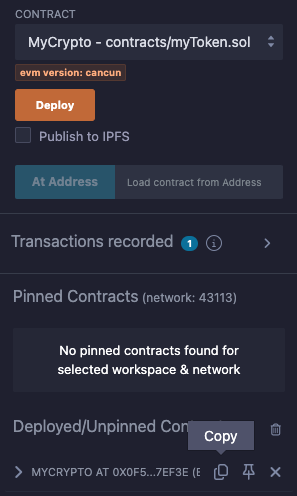 CONTRACT
MyCrypto - contracts/myToken.sol
evm version: cancun
Deploy
Publish to IPFS
At Address
Load contract from Address
Transactions recorded 1 i
Pinned Contracts (network: 43113)
No pinned contracts found for
selected workspace & network
Deployed/Unpinned Con
Copy
MYCRYPTO AT 0X0F5...7EF3E (